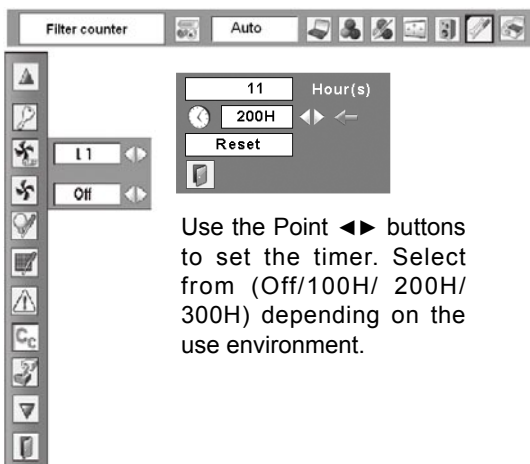 Filter counter
Auto
11 Hour(s)
200H
Reset
L1
Off
Cc
Use the Point ◄► buttons
to set the timer. Select
from (Off/100H/ 200H/
300H) depending on the
use environment.